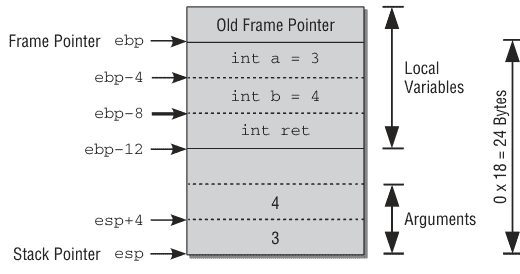 Old Frame Pointer
Frame Pointer ebp
int a = 3
ebp-4
int b = 4
ebp-8
int ret
ebp-12
Local
Variables
4
esp+4
3
Stack Pointer esp
Arguments
0 x 18 = 24 Bytes